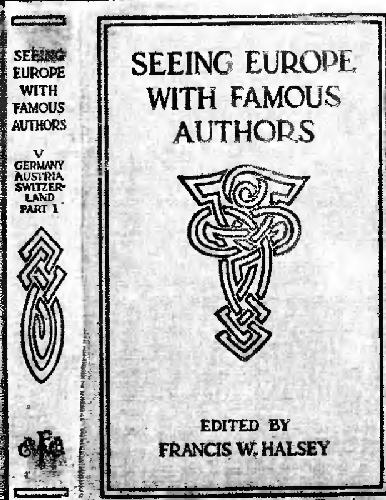 SEEING
EUROPE
WITH
FAMOUS
AUTHORS
V
GERMANY
AUSTRIA
SWITZER-
LAND
PART 1
SEEING EUROPE
WITH FAMOUS
AUTHORS
EDITED BY
FRANCIS W. HALSEY